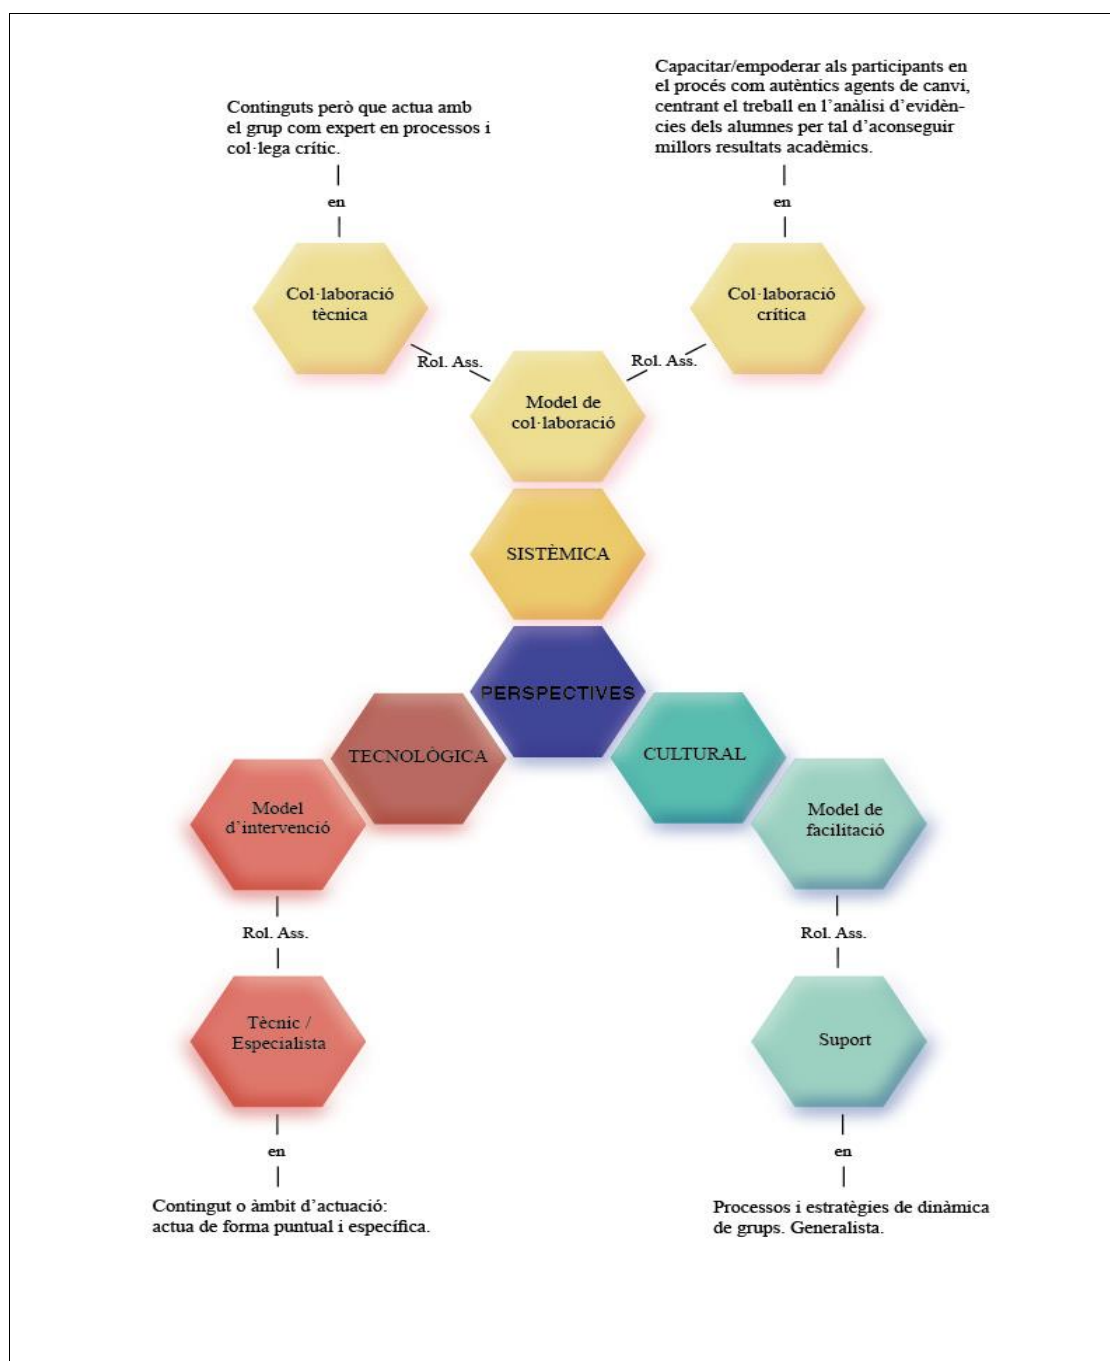 Capacitar/empoderar als participants en
el procés com autèntics agents de canvi,
centrant el treball en l'anàlisi d'evidèn-
cies dels alumnes per tal d'aconseguir
millors resultats acadèmics.
Continguts però que actua amb
el grup com expert en processos i
col·lega crític.
en
en
Col·laboració
tècnica
Col·laboració
crítica
Rol. Ass.
Rol. Ass.
Model de
col·laboració
SISTÈMICA
PERSPECTIVES
TECNOLÒGICA
CULTURAL
Model
d'intervenció
Model de
facilitació
Rol. Ass.
Rol. Ass.
Tècnic /
Especialista
Suport
en
en
Contingut o àmbit d'actuació:
actua de forma puntual i específica.
Processos i estratègies de dinàmica
de grups. Generalista.